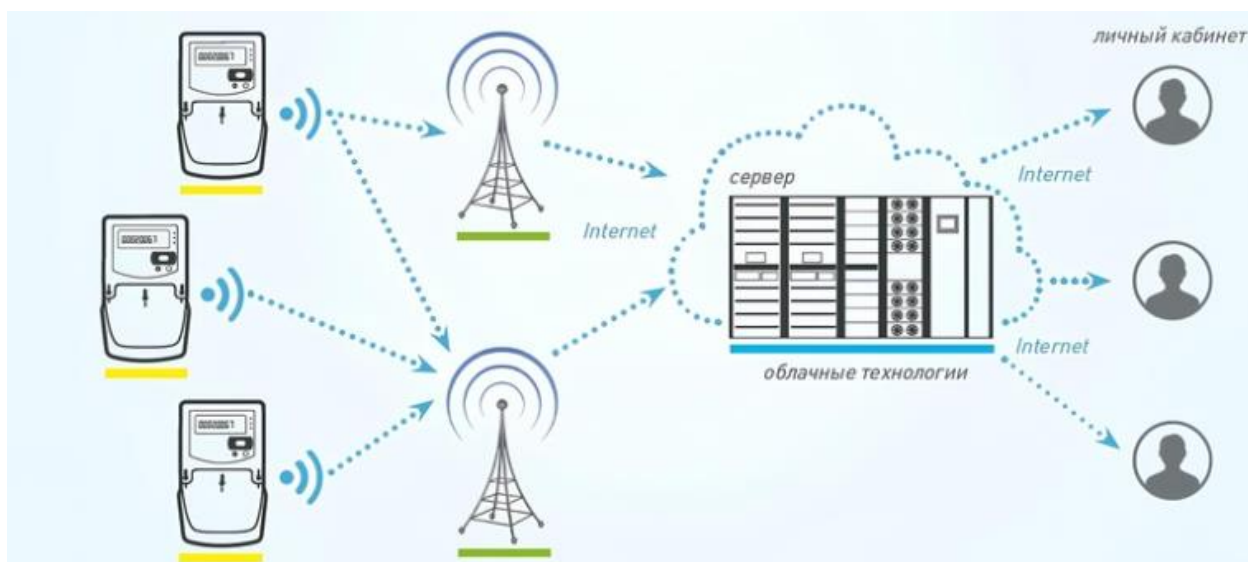 личный кабинет
сервер
Internet
Internet
Internet
облачные технологии